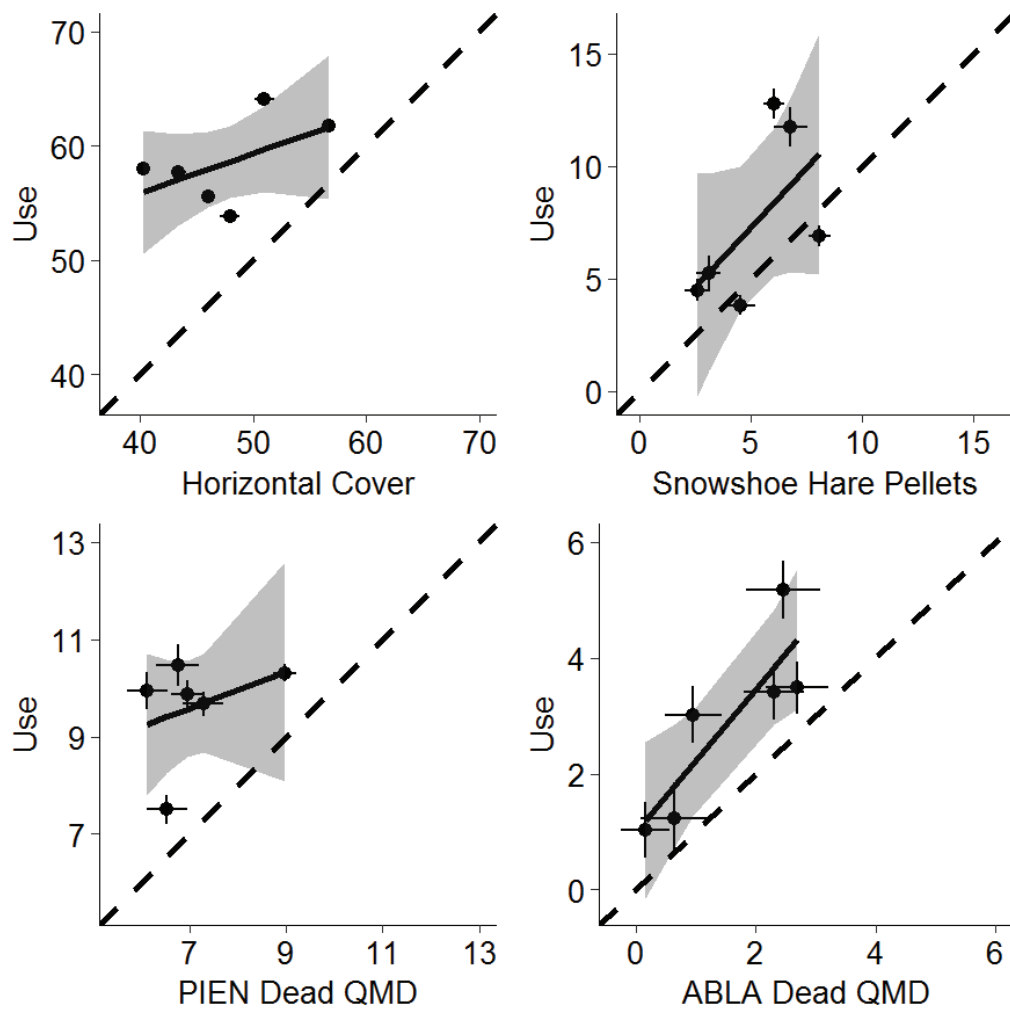 70
60
50
40
Use
40 50 60 70
Horizontal Cover
15
10
5
0
Use
0 5 10 15
Snowshoe Hare Pellets
13
11
9
7
Use
7 9 11 13
PIEN Dead QMD
6
4
2
0
Use
0 2 4 6
ABLA Dead QMD